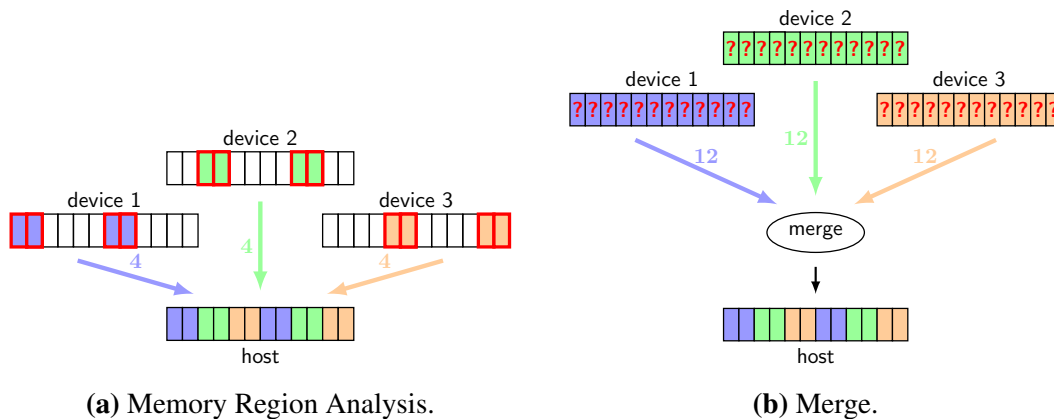 device 2
device 1
device 3
4
4
4
host
(a) Memory Region Analysis.
device 2
? ? ? ? ? ? ? ? ? ? ? ?
device 1
device 3
? ? ? ? ? ? ? ? ? ? ? ?
? ? ? ? ? ? ? ? ? ? ? ?
12
12
12
merge
host
(b) Merge.